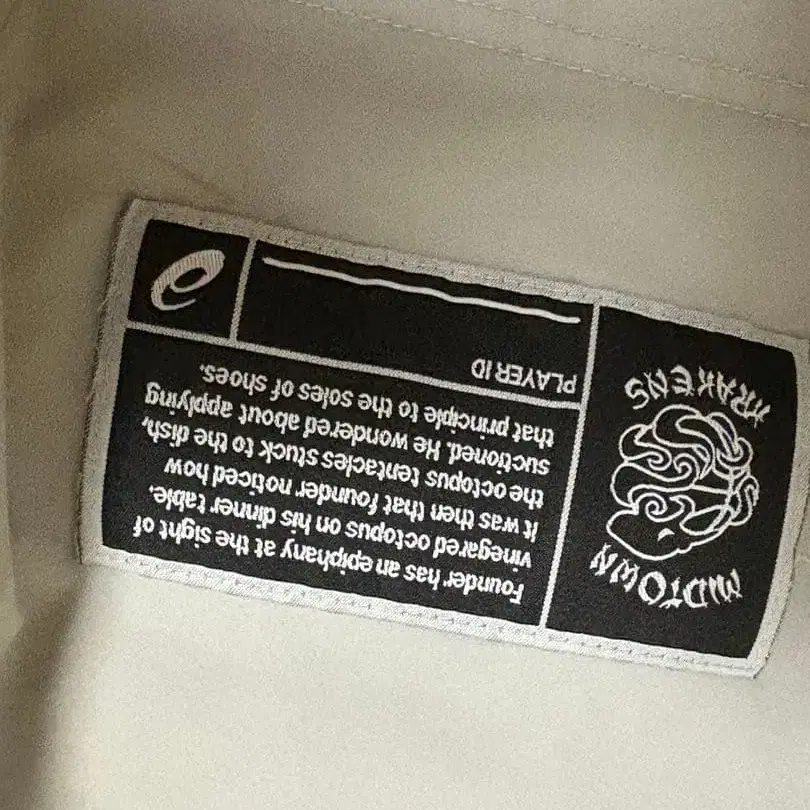 MIDTOWN
KRAKENS
Founder has an epiphany at the sight of
vinegared octopus on his dinner table.
It was then that founder noticed how
the octopus tentacles stuck to the dish,
suctioned. He wondered about applying
that principle to the soles of shoes.
PLAYER ID